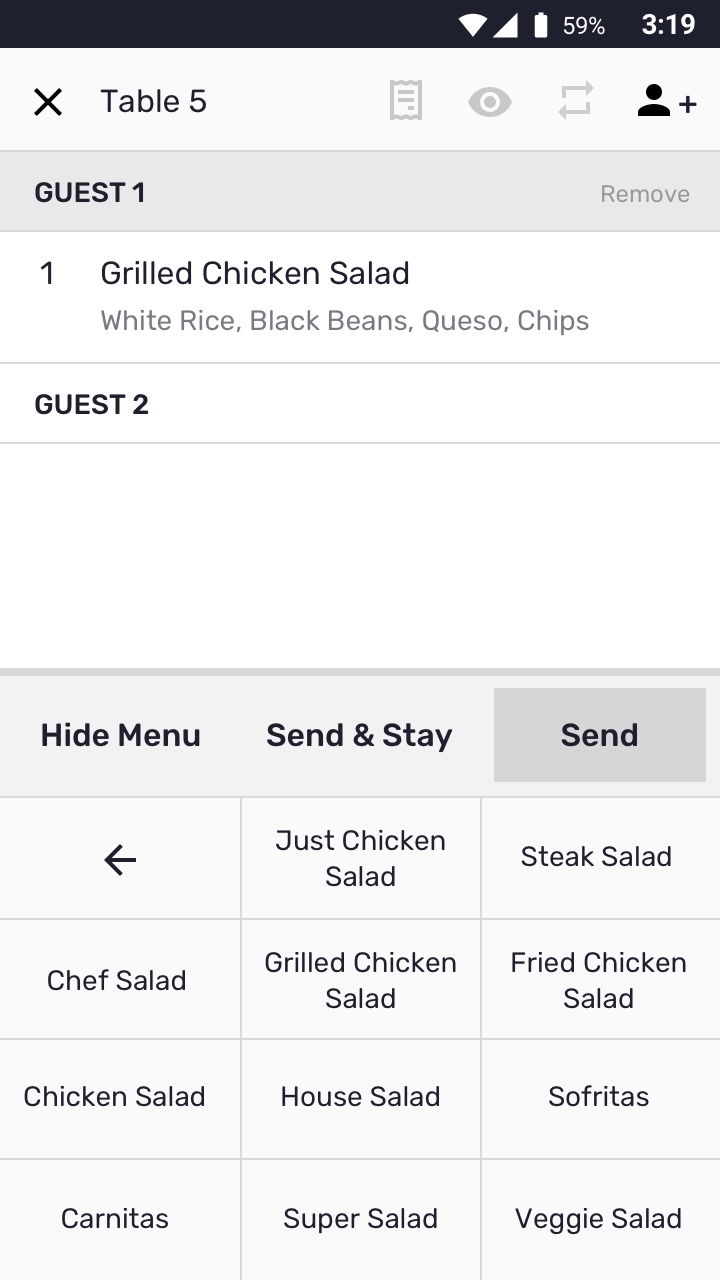 59% 3:19
Table 5
GUEST 1 Remove
1 Grilled Chicken Salad
White Rice, Black Beans, Queso, Chips
GUEST 2
Hide Menu Send & Stay Send
Just Chicken
Salad
Steak Salad
Chef Salad
Grilled Chicken
Salad
Fried Chicken
Salad
Chicken Salad
House Salad
Sofritas
Carnitas
Super Salad
Veggie Salad